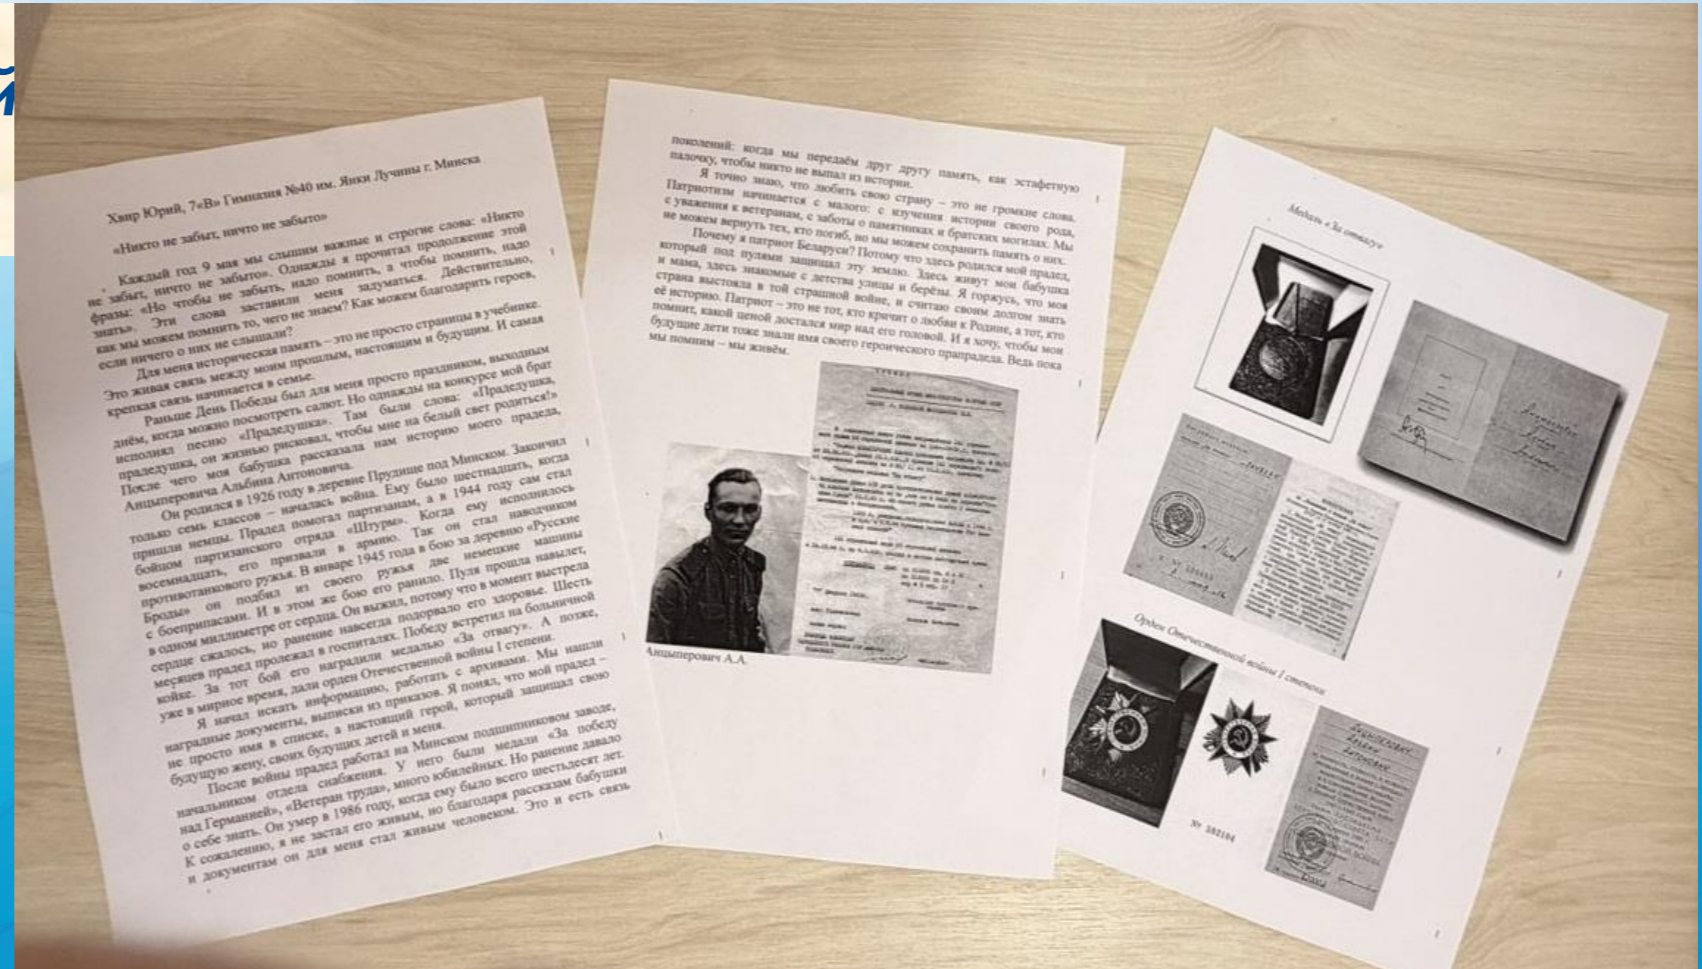 й
Хвир Юрий, 7«В» Гимназия №40 им. Янки Лучины г. Минска
«Никто не забыт, ничто не забыто»
Каждый год 9 мая мы слышим важные и строгие слова: «Никто
не забыт, ничто не забыто». Однажды я прочитал продолжение этой
фразы: «Но чтобы не забыть, надо помнить, а чтобы помнить, надо
знать». Эти слова заставили меня задуматься. Действительно,
как мы можем помнить то, чего не знаем? Как можем благодарить героев,
если ничего о них не слышали?
Для меня историческая память – это не просто страницы в учебнике.
Это живая связь между моим прошлым, настоящим и будущим. И самая
крепкая связь начинается в семье.
Раньше День Победы был для меня просто праздником, выходным
днём, когда можно посмотреть салют. Но однажды на конкурсе мой брат
исполнял песню «Прадедушка». Там были слова: «Прадедушка,
прадедушка, он жизнью рисковал, чтобы мне на белый свет родиться!»
После чего моя бабушка рассказала нам историю моего прадеда,
Анцыперовича Альбина Антоновича.
Он родился в 1926 году в деревне Прудище под Минском. Закончил
только семь классов – началась война. Ему было шестнадцать, когда
пришли немцы. Прадед помогал партизанам, а в 1944 году сам стал
бойцом партизанского отряда «Штурм». Когда ему исполнилось
восемнадцать, его призвали в армию. Так он стал наводчиком
противотанкового ружья. В январе 1945 года в бою за деревню «Русские
Броды» он подбил из своего ружья две немецкие машины
с боеприпасами. И в этом же бою его ранило. Пуля прошла навылет,
в одном миллиметре от сердца. Он выжил, потому что в момент выстрела
сердце сжалось, но ранение навсегда подорвало его здоровье. Шесть
месяцев прадед пролежал в госпиталях. Победу встретил на больничной
койке. За тот бой его наградили медалью «За отвагу». А позже,
уже в мирное время, дали орден Отечественной войны I степени.
Я начал искать информацию, работать с архивами. Мы нашли
наградные документы, выписки из приказов. Я понял, что мой прадед –
не просто имя в списке, а настоящий герой, который защищал свою
будущую жену, своих будущих детей и меня.
После войны прадед работал на Минском подшипниковом заводе,
начальником отдела снабжения. У него были медали «За победу
над Германией», «Ветеран труда», много юбилейных. Но ранение давало
о себе знать. Он умер в 1986 году, когда ему было всего шестьдесят лет.
К сожалению, я не застал его живым, но благодаря рассказам бабушки
и документам он для меня стал живым человеком. Это и есть связь
поколений: когда мы передаём друг другу память, как эстафетную
палочку, чтобы никто не выпал из истории.
Я точно знаю, что любить свою страну – это не громкие слова.
Патриотизм начинается с малого: с изучения истории своего рода,
с уважения к ветеранам, с заботы о памятниках и братских могилах. Мы
не можем вернуть тех, кто погиб, но мы можем сохранить память о них.
Почему я патриот Беларуси? Потому что здесь родился мой прадед,
который под пулями защищал эту землю. Здесь живут мои бабушка
и мама, здесь знакомые с детства улицы и берёзы. Я горжусь, что моя
страна выстояла в той страшной войне, и считаю своим долгом знать
её историю. Патриот – это не тот, кто кричит о любви к Родине, а тот, кто
помнит, какой ценой достался мир над его головой. И я хочу, чтобы мои
будущие дети тоже знали имя своего героического прапрадеда. Ведь пока
мы помним – мы живём.
Анцыперович А.А.
Медаль «За отвагу»
Орден Отечественной войны I степени
№ 582104